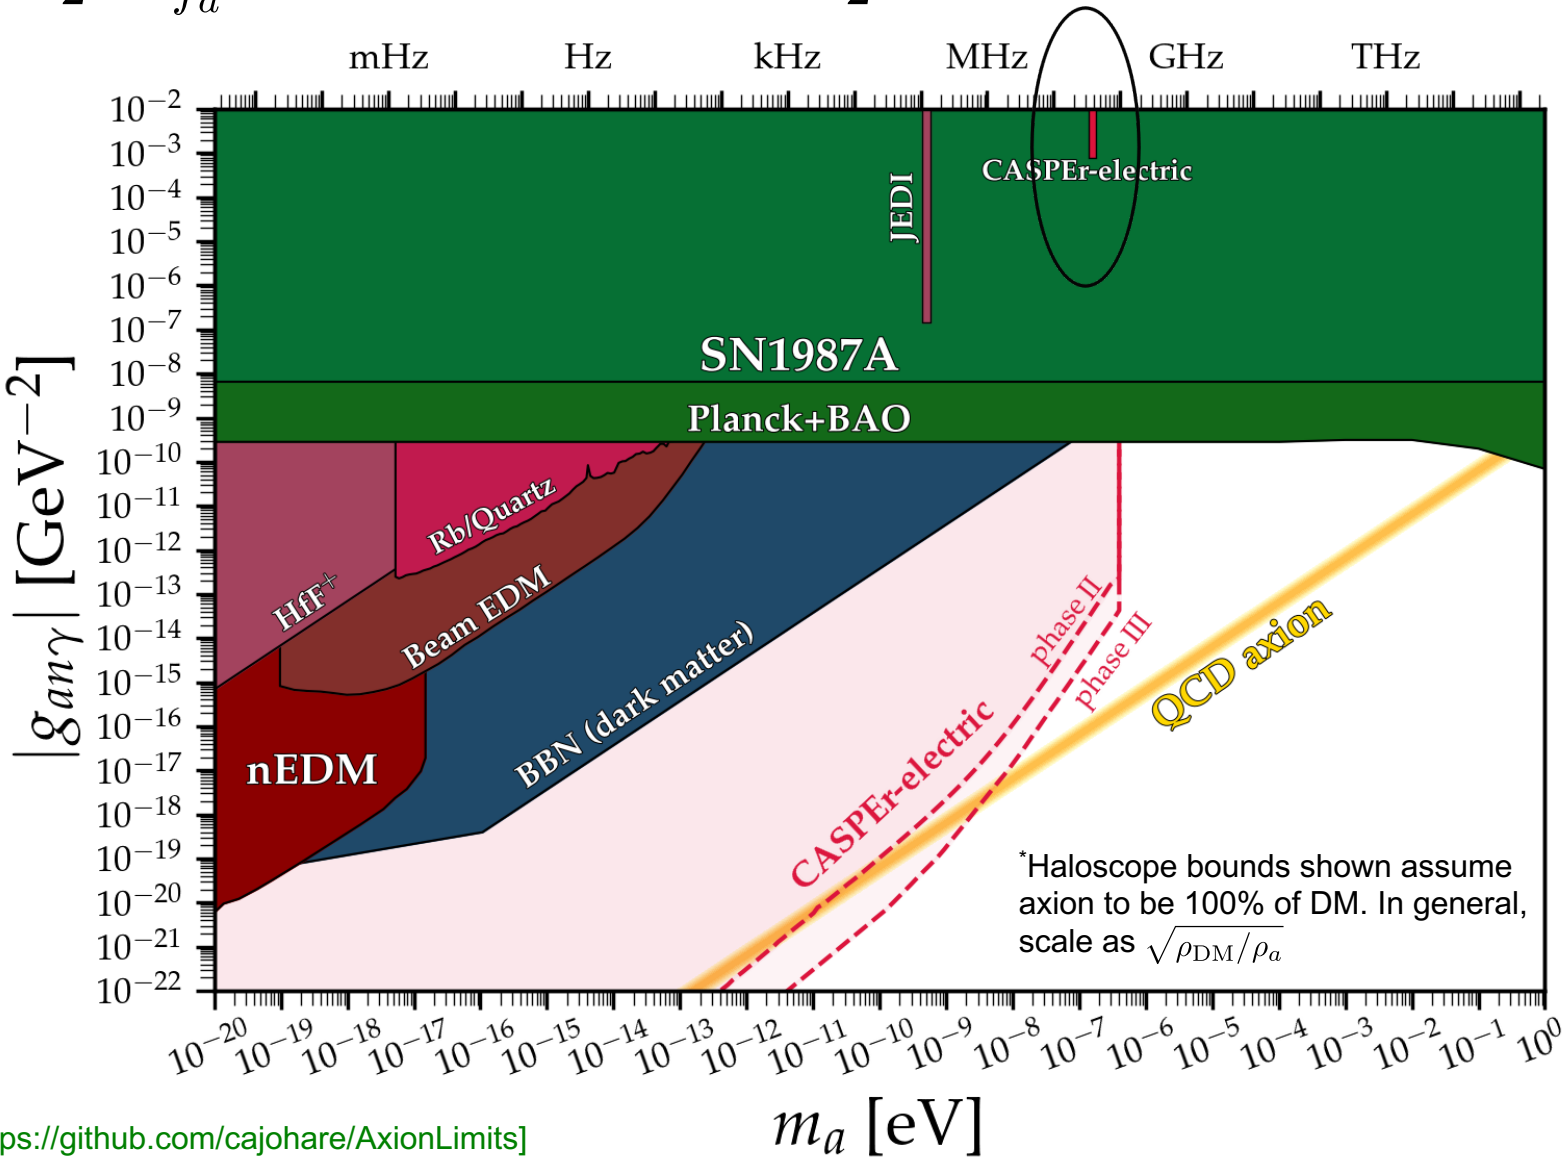 2 f_a 2
mHz Hz kHz MHz GHz THz
10⁻²
10⁻³
10⁻⁴
10⁻⁵
10⁻⁶
10⁻⁷
10⁻⁸
10⁻⁹
10⁻¹⁰
10⁻¹¹
10⁻¹²
10⁻¹³
10⁻¹⁴
10⁻¹⁵
10⁻¹⁶
10⁻¹⁷
10⁻¹⁸
10⁻¹⁹
10⁻²⁰
10⁻²¹
10⁻²²
|g_{anγ}| [GeV⁻²]
CASPEr-electric
JEDI
SN1987A
Planck+BAO
Rb/Quartz
HfF⁺
Beam EDM
nEDM
BBN (dark matter)
phase II
phase III
CASPEr-electric
QCD axion
*Haloscope bounds shown assume
axion to be 100% of DM. In general,
scale as √ρ_DM/ρ_a
10⁻²⁰ 10⁻¹⁹ 10⁻¹⁸ 10⁻¹⁷ 10⁻¹⁶ 10⁻¹⁵ 10⁻¹⁴ 10⁻¹³ 10⁻¹² 10⁻¹¹ 10⁻¹⁰ 10⁻⁹ 10⁻⁸ 10⁻⁷ 10⁻⁶ 10⁻⁵ 10⁻⁴ 10⁻³ 10⁻² 10⁻¹ 10⁰
m_a [eV]
ps://github.com/cajohare/AxionLimits]